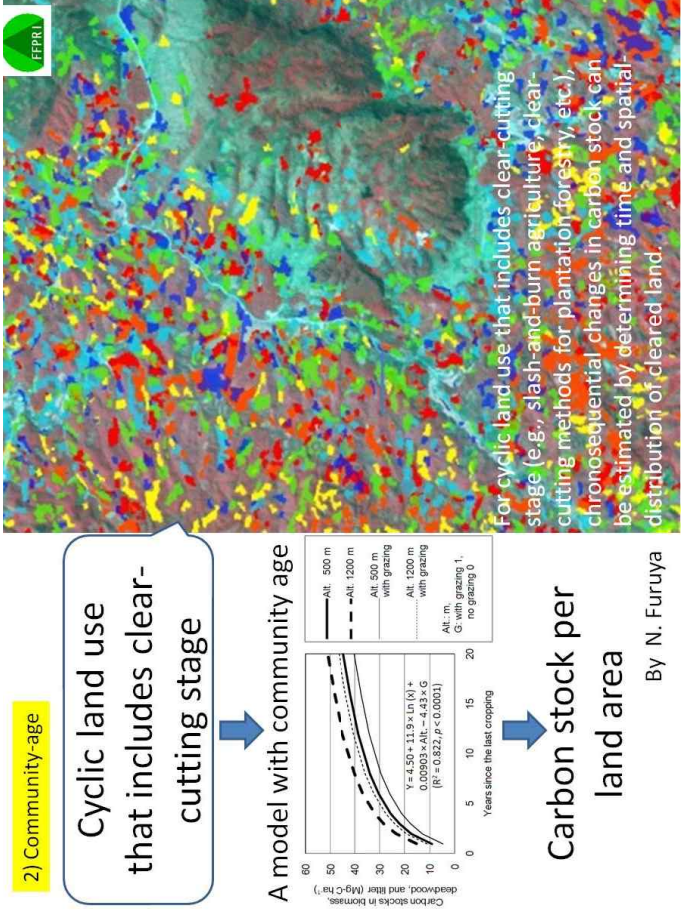 2) Community-age
FFPRI
Cyclic land use
that includes clear-
cutting stage
A model with community age
Carbon stocks in biomass,
deadwood, and litter (Mg-C ha⁻¹)
60
50
40
30
20
10
0
Y = 4.50 + 11.9 × Ln (x) +
0.00903 × Alt. − 4.43 × G
(R² = 0.822, p < 0.0001)
0 5 10 15 20
Years since the last cropping
Alt. 500 m
Alt. 1200 m
Alt. 500 m
with grazing
Alt. 1200 m
with grazing
Alt.: m,
G: with grazing 1,
no grazing 0
Carbon stock per
land area
By N. Furuya
For cyclic land use that includes clear-cutting
stage (e.g., slash-and-burn agriculture, clear-
cutting methods for plantation forestry, etc.),
chronosequential changes in carbon stock can
be estimated by determining time and spatial-
distribution of cleared land.